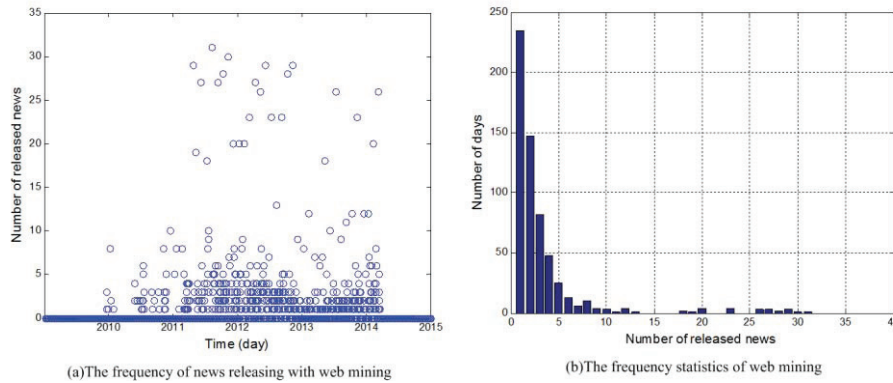 35
30
25
20
15
10
5
0
Number of released news
2010 2011 2012 2013 2014 2015
Time (day)
(a)The frequency of news releasing with web mining
250
200
150
100
50
0
Number of days
0 5 10 15 20 25 30 35 40
Number of released news
(b)The frequency statistics of web mining